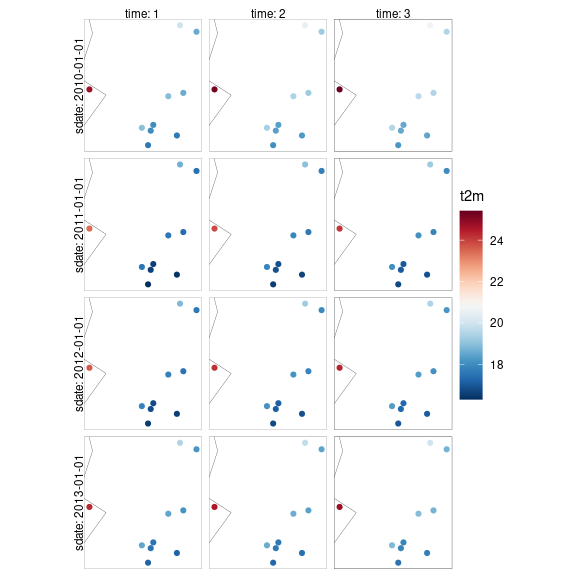 time: 1
time: 2
time: 3
sdate: 2010-01-01
sdate: 2011-01-01
sdate: 2012-01-01
sdate: 2013-01-01
t2m
24
22
20
18